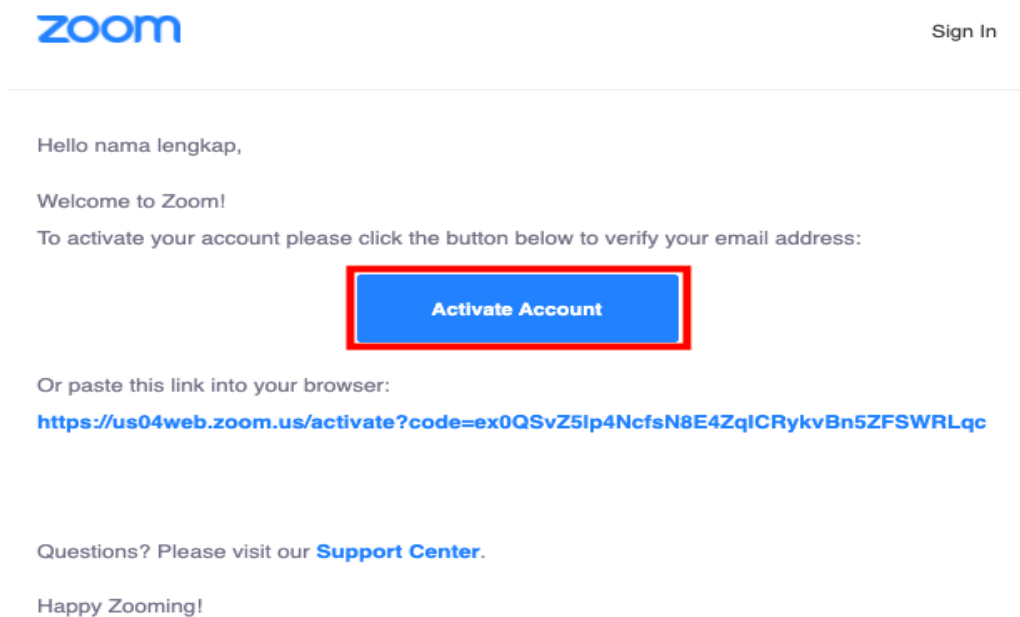 zoom
Sign In
Hello nama lengkap,
Welcome to Zoom!
To activate your account please click the button below to verify your email address:
Activate Account
Or paste this link into your browser:
https://us04web.zoom.us/activate?code=ex0QSvZ5Ip4NcfsN8E4ZqICRykvBn5ZFSWRLqc
Questions? Please visit our Support Center.
Happy Zooming!